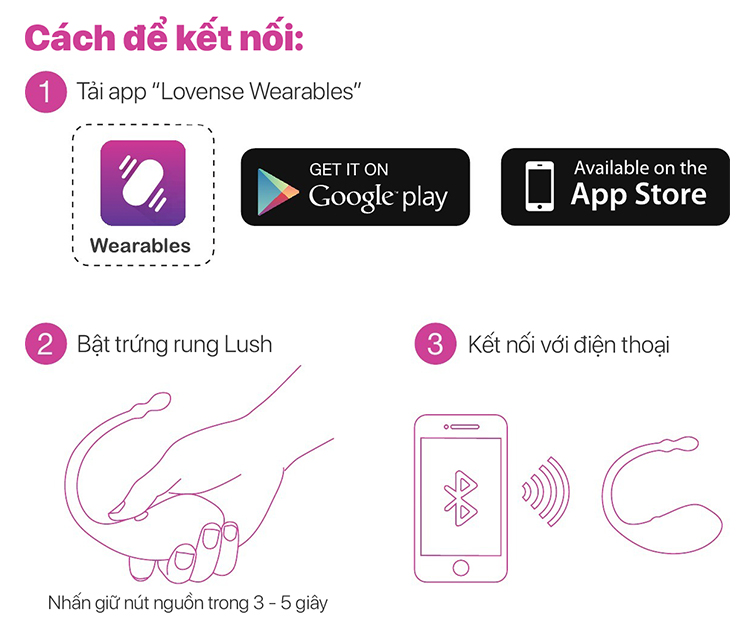 Cách để kết nối:
1 Tải app “Lovense Wearables”
Wearables
GET IT ON
Google play
Available on the
App Store
2 Bật trứng rung Lush
3 Kết nối với điện thoại
Nhấn giữ nút nguồn trong 3 - 5 giây